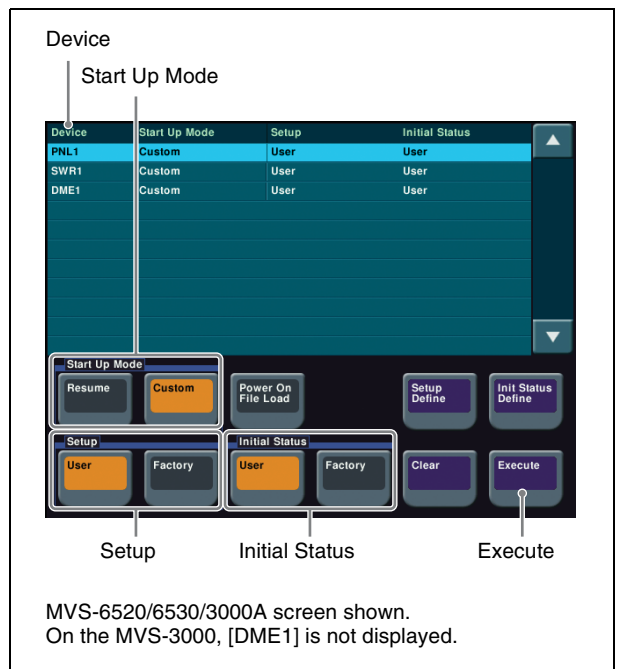 Device
Start Up Mode
Device Start Up Mode Setup Initial Status
PNL1 Custom User User
SWR1 Custom User User
DME1 Custom User User
Start Up Mode
Resume Custom Power On File Load Setup Define Init Status Define
Setup Initial Status
User Factory User Factory Clear Execute
Setup Initial Status Execute
MVS-6520/6530/3000A screen shown.
On the MVS-3000, [DME1] is not displayed.